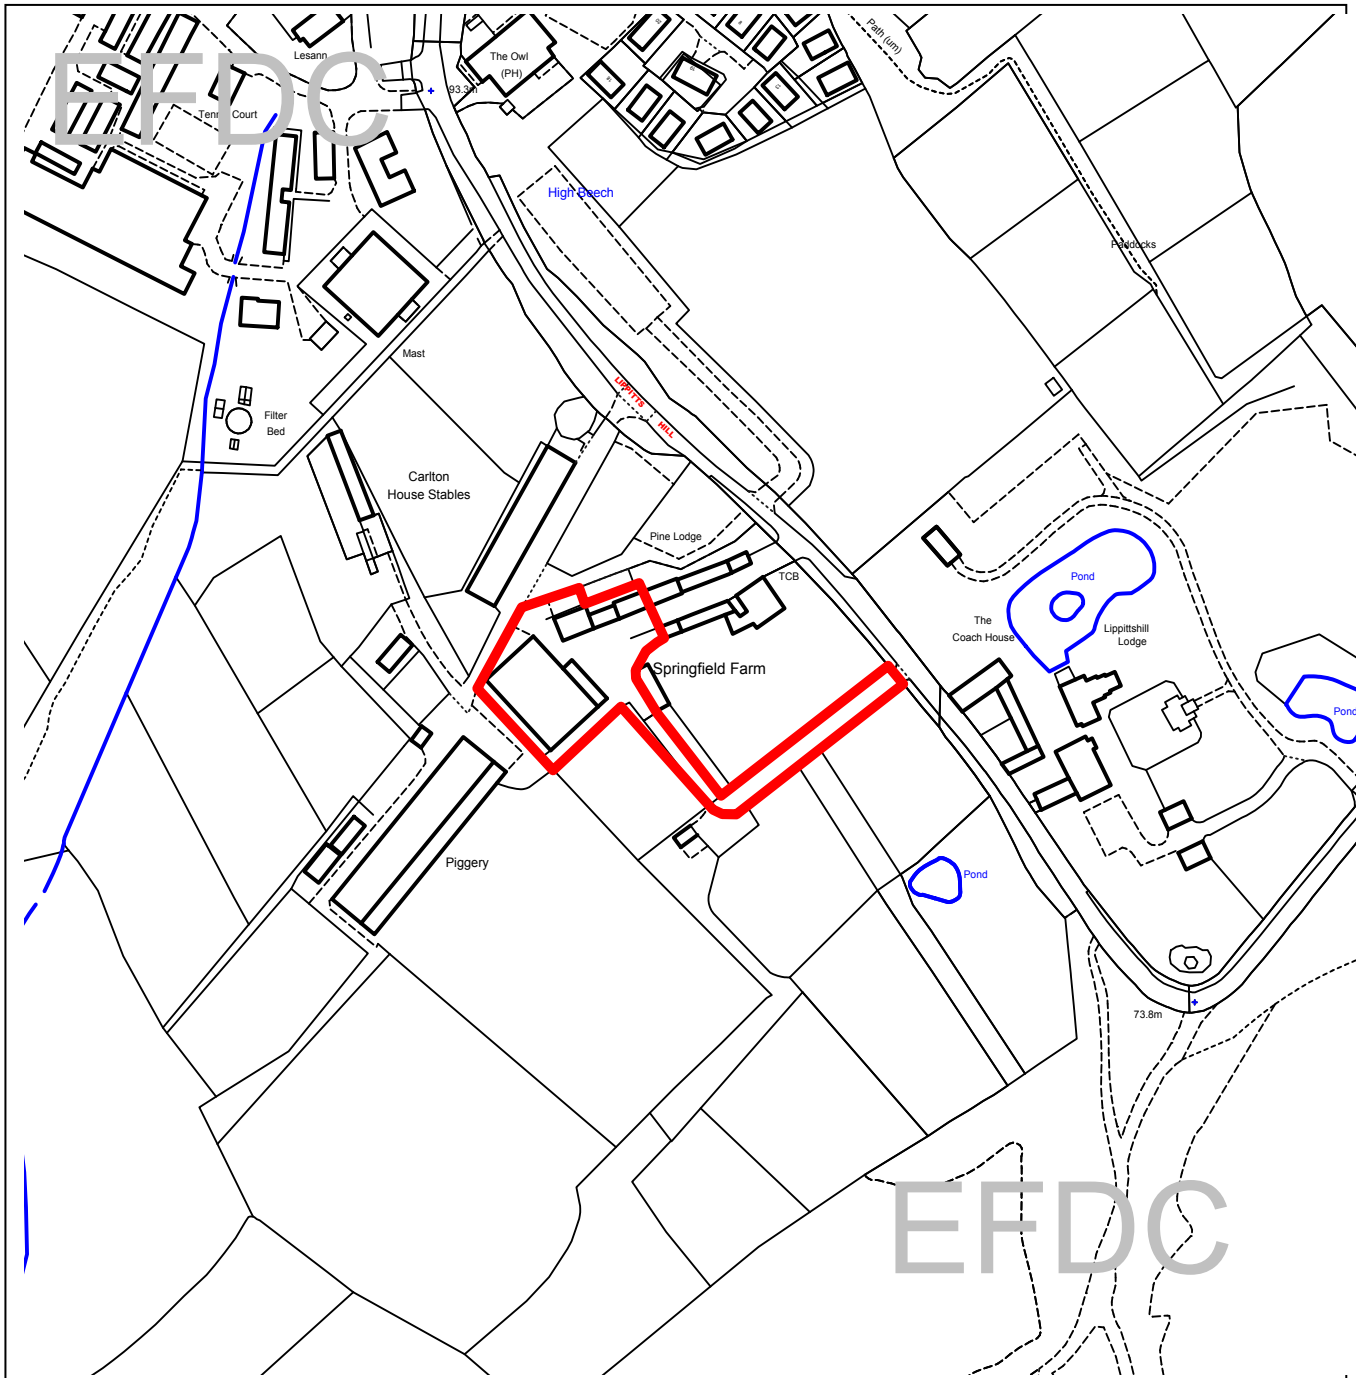 EFDC
Lesann
The Owl
(PH)
Path (um)
93.3m
Tennis Court
High Beech
Paddocks
Mast
LIPPITTS
HILL
Filter
Bed
Carlton
House Stables
Pine Lodge
TCB
Pond
The
Coach House
Lippittshill
Lodge
Springfield Farm
Pond
Piggery
Pond
73.8m
EFDC